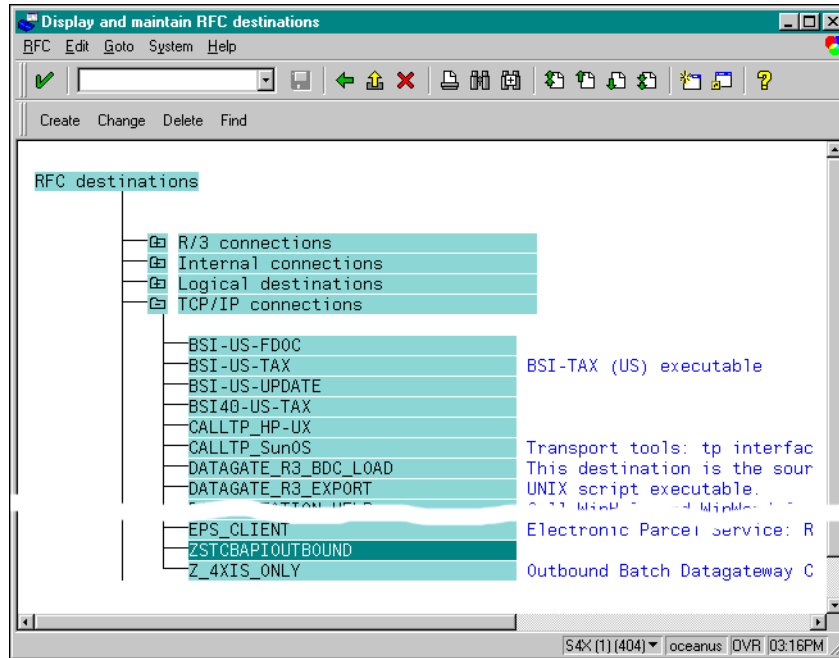 Display and maintain RFC destinations
RFC Edit Goto System Help
Create Change Delete Find
RFC destinations
R/3 connections
Internal connections
Logical destinations
TCP/IP connections
BSI-US-FDOC
BSI-US-TAX BSI-TAX (US) executable
BSI-US-UPDATE
BSI40-US-TAX
CALLTP_HP-UX
CALLTP_SunOS Transport tools: tp interfac
DATAGATE_R3_BDC_LOAD This destination is the sour
DATAGATE_R3_EXPORT UNIX script executable.
EPS_CLIENT Electronic Parcel Service: R
ZSTCBAPIOUTBOUND
Z_4XIS_ONLY Outbound Batch Datagateway C
S4X (1) (404) oceanus OVR 03:16PM